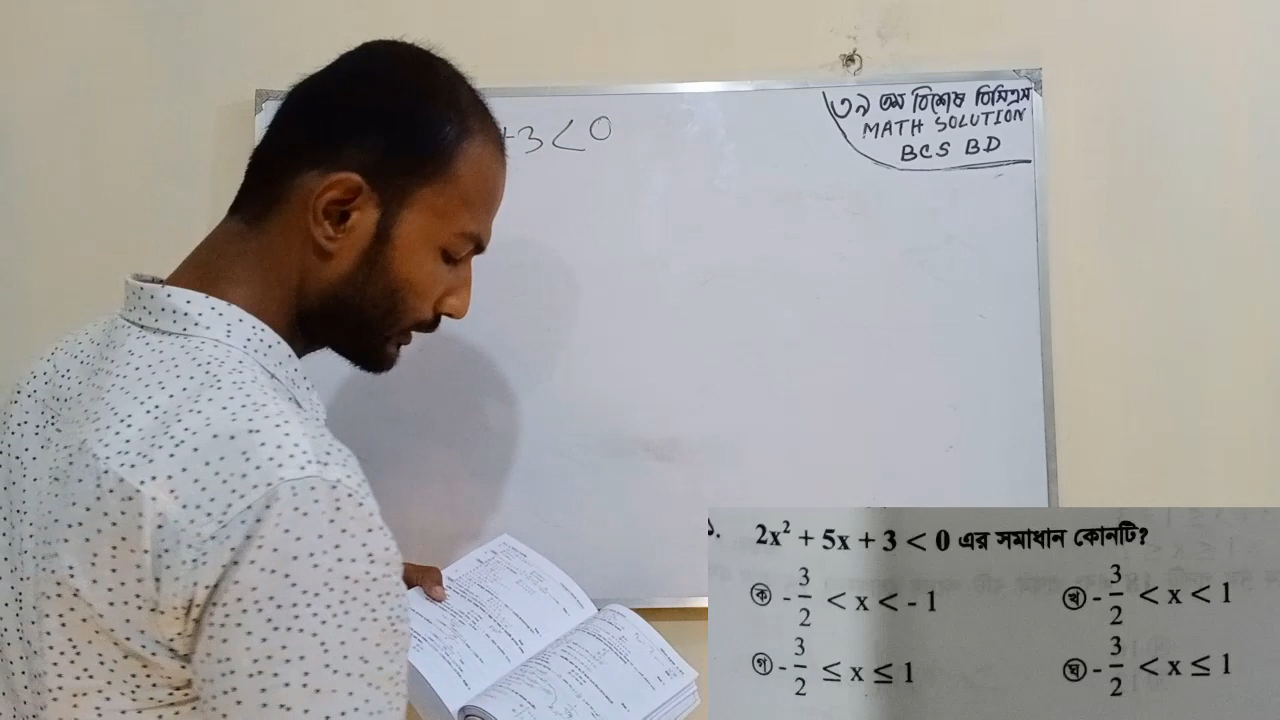 +3<0
৩৯ তম বিশেষ বিসিএস
MATH SOLUTION
BCS BD
2x² + 5x + 3 < 0 এর সমাধান কোনটি?
ক - 3/2 < x < - 1 খ - 3/2 < x < 1
গ - 3/2 ≤ x ≤ 1 ঘ - 3/2 < x ≤ 1